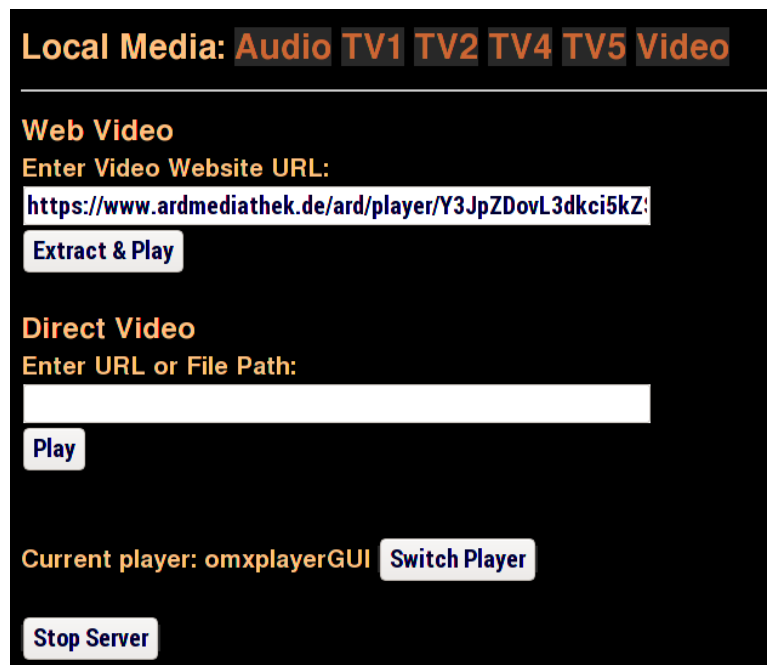 Local Media: Audio TV1 TV2 TV4 TV5 Video
Web Video
Enter Video Website URL:
https://www.ardmediathek.de/ard/player/Y3JpZDovL3dkci5kZ
Extract & Play
Direct Video
Enter URL or File Path:
Play
Current player: omxplayerGUI Switch Player
Stop Server